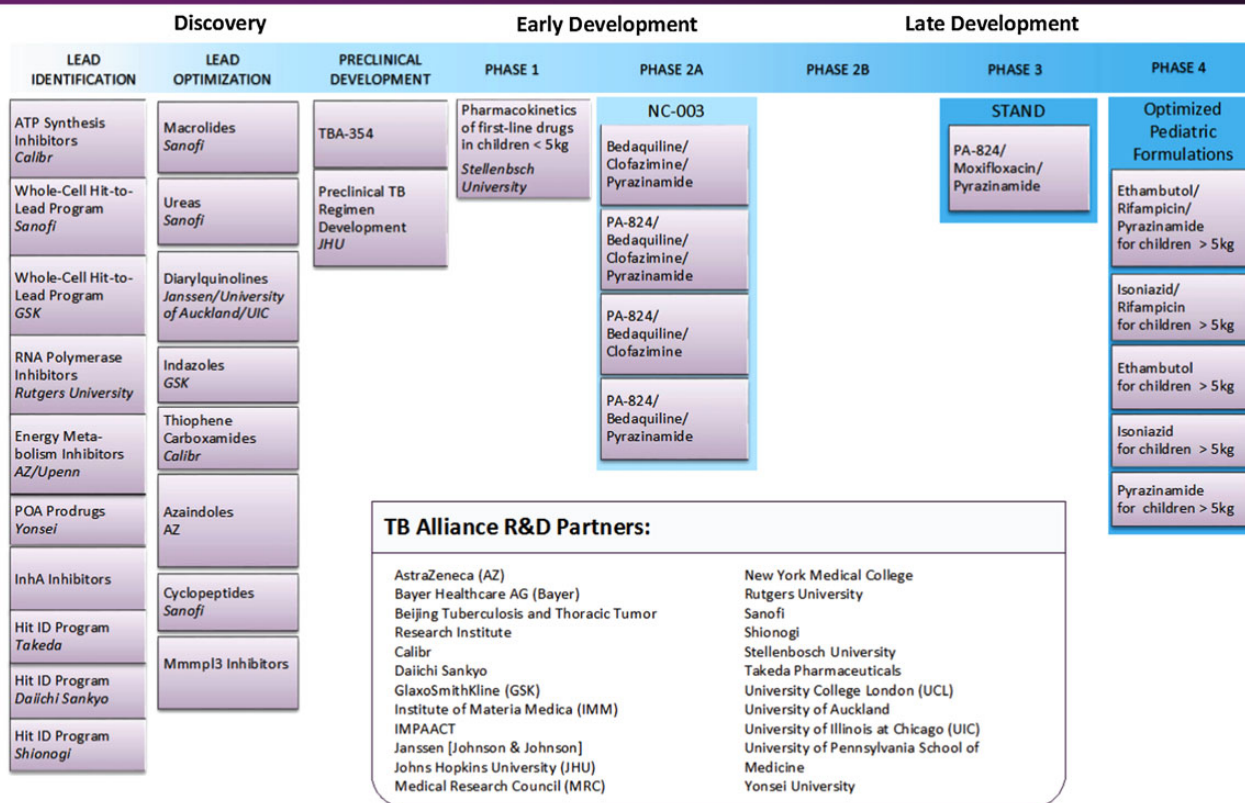 Discovery
Early Development
Late Development
LEAD
IDENTIFICATION
LEAD
OPTIMIZATION
PRECLINICAL
DEVELOPMENT
PHASE 1
PHASE 2A
PHASE 2B
PHASE 3
PHASE 4
ATP Synthesis
Inhibitors
Calibr
Whole-Cell Hit-to-
Lead Program
Sanofi
Whole-Cell Hit-to-
Lead Program
GSK
RNA Polymerase
Inhibitors
Rutgers University
Energy Meta-
bolism Inhibitors
AZ/Upenn
POA Prodrugs
Yonsei
InhA Inhibitors
Hit ID Program
Takeda
Hit ID Program
Daiichi Sankyo
Hit ID Program
Shionogi
Macrolides
Sanofi
Ureas
Sanofi
Diarylquinolines
Janssen/University
of Auckland/UIC
Indazoles
GSK
Thiophene
Carboxamides
Calibr
Azaindoles
AZ
Cyclopeptides
Sanofi
Mmmpl3 Inhibitors
TBA-354
Preclinical TB
Regimen
Development
JHU
Pharmacokinetics
of first-line drugs
in children < 5kg
Stellenbsch
University
NC-003
Bedaquiline/
Clofazimine/
Pyrazinamide
PA-824/
Bedaquiline/
Clofazimine/
Pyrazinamide
PA-824/
Bedaquiline/
Clofazimine
PA-824/
Bedaquiline/
Pyrazinamide
STAND
PA-824/
Moxifloxacin/
Pyrazinamide
Optimized
Pediatric
Formulations
Ethambutol/
Rifampicin/
Pyrazinamide
for children > 5kg
Isoniazid/
Rifampicin
for children > 5kg
Ethambutol
for children > 5kg
Isoniazid
for children > 5kg
Pyrazinamide
for children > 5kg
TB Alliance R&D Partners:
AstraZeneca (AZ)
Bayer Healthcare AG (Bayer)
Beijing Tuberculosis and Thoracic Tumor
Research Institute
Calibr
Daiichi Sankyo
GlaxoSmithKline (GSK)
Institute of Materia Medica (IMM)
IMPAACT
Janssen [Johnson & Johnson]
Johns Hopkins University (JHU)
Medical Research Council (MRC)
New York Medical College
Rutgers University
Sanofi
Shionogi
Stellenbosch University
Takeda Pharmaceuticals
University College London (UCL)
University of Auckland
University of Illinois at Chicago (UIC)
University of Pennsylvania School of
Medicine
Yonsei University